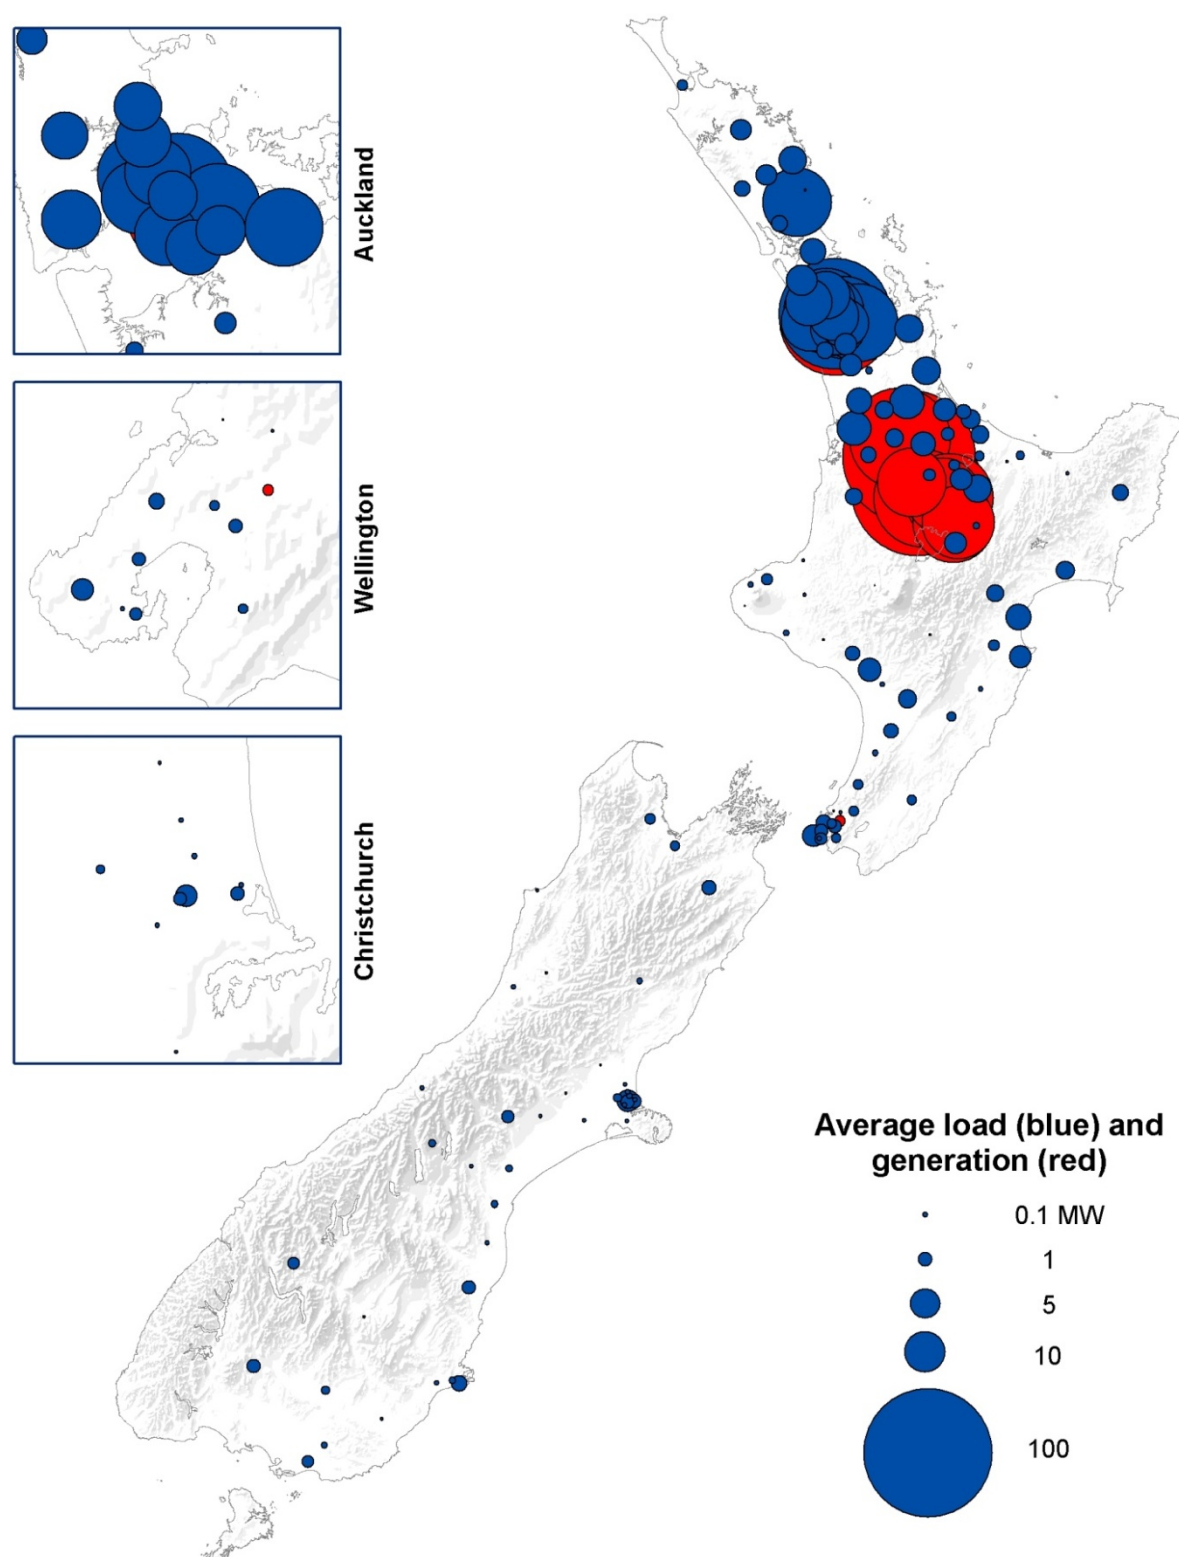 Auckland
Wellington
Christchurch
Average load (blue) and
generation (red)
0.1 MW
1
5
10
100